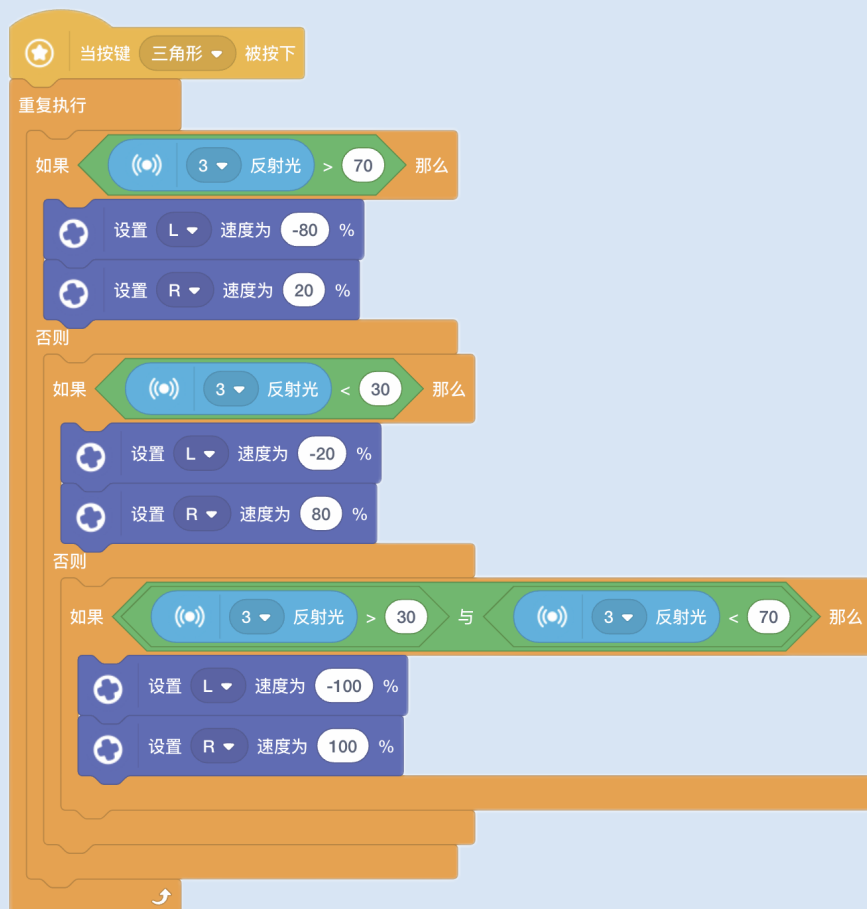 当按键 三角形 被按下
重复执行
如果 3 反射光 > 70 那么
设置 L 速度为 -80 %
设置 R 速度为 20 %
否则
如果 3 反射光 < 30 那么
设置 L 速度为 -20 %
设置 R 速度为 80 %
否则
如果 3 反射光 > 30 与 3 反射光 < 70 那么
设置 L 速度为 -100 %
设置 R 速度为 100 %